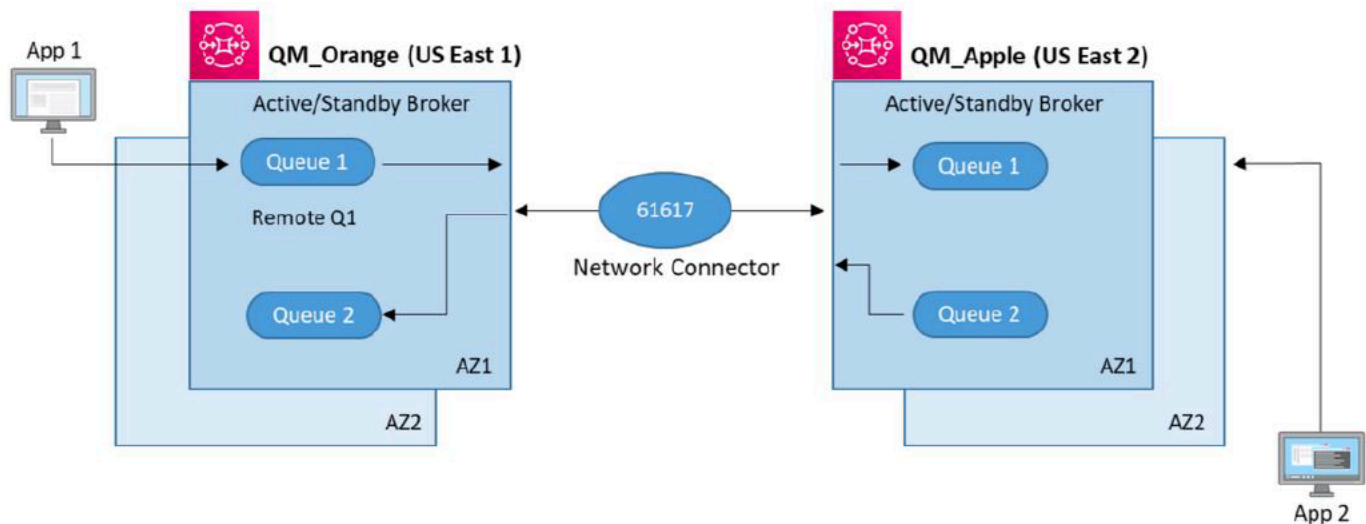 App 1
QM_Orange (US East 1)
Active/Standby Broker
Queue 1
Remote Q1
Queue 2
AZ1
AZ2
61617
Network Connector
QM_Apple (US East 2)
Active/Standby Broker
Queue 1
Queue 2
AZ1
AZ2
App 2